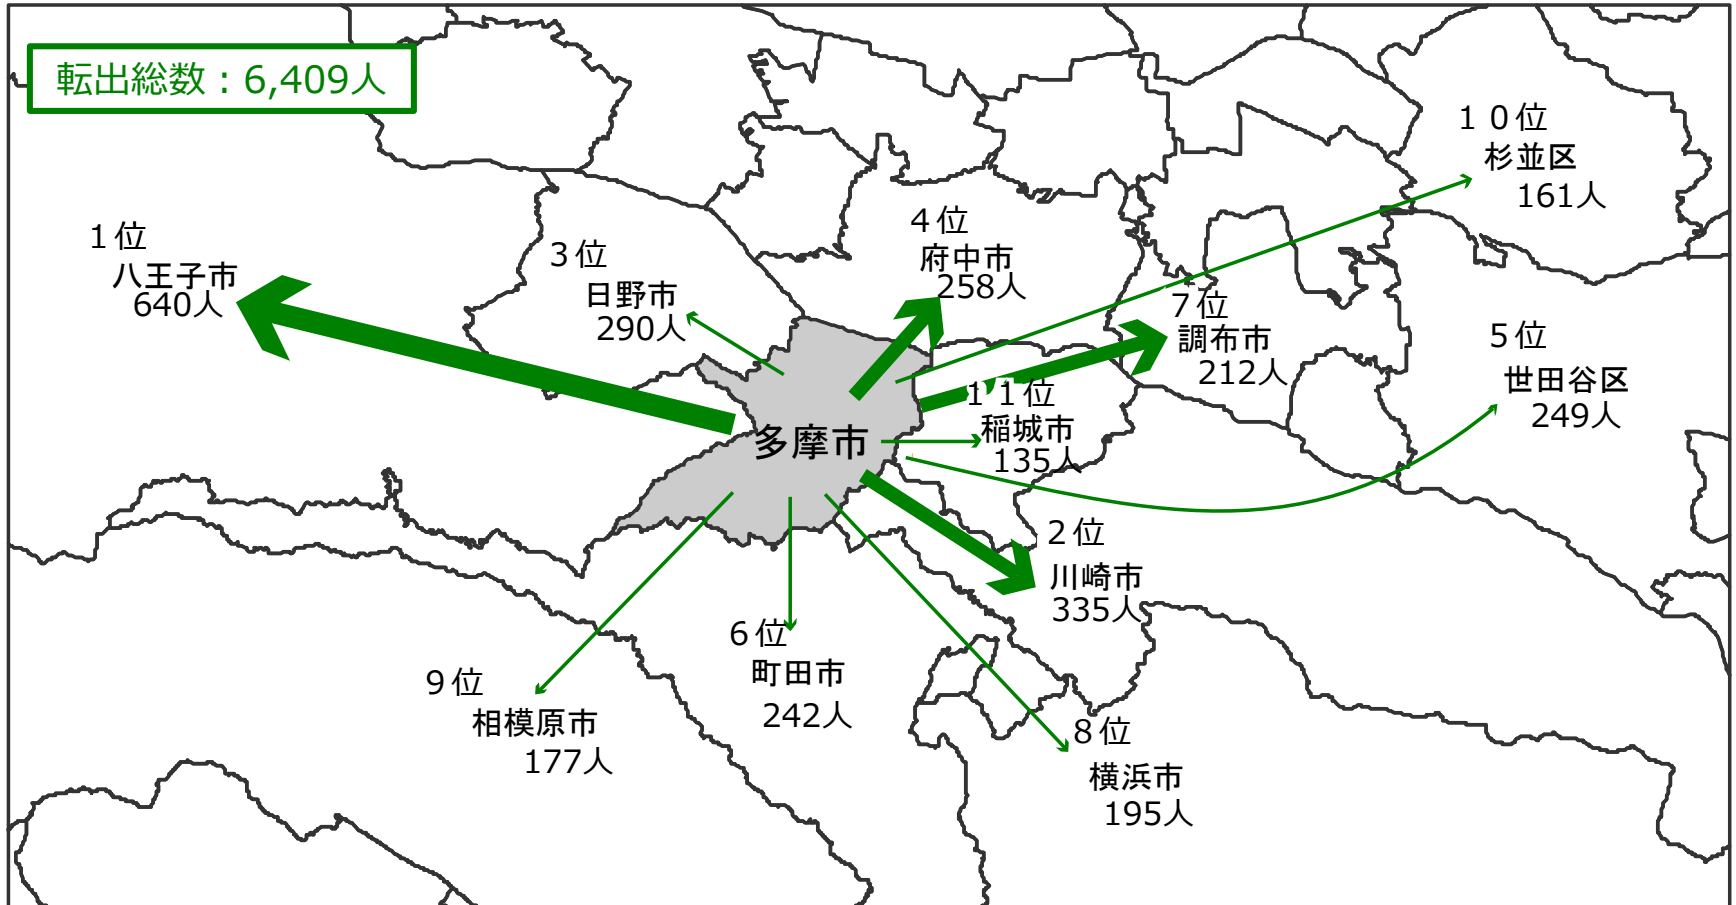 転出総数：6,409人
１位
八王子市
640人
３位
日野市
290人
４位
府中市
258人
１０位
杉並区
161人
７位
調布市
212人
５位
世田谷区
249人
１１位
稲城市
135人
多摩市
２位
川崎市
335人
６位
町田市
242人
９位
相模原市
177人
８位
横浜市
195人